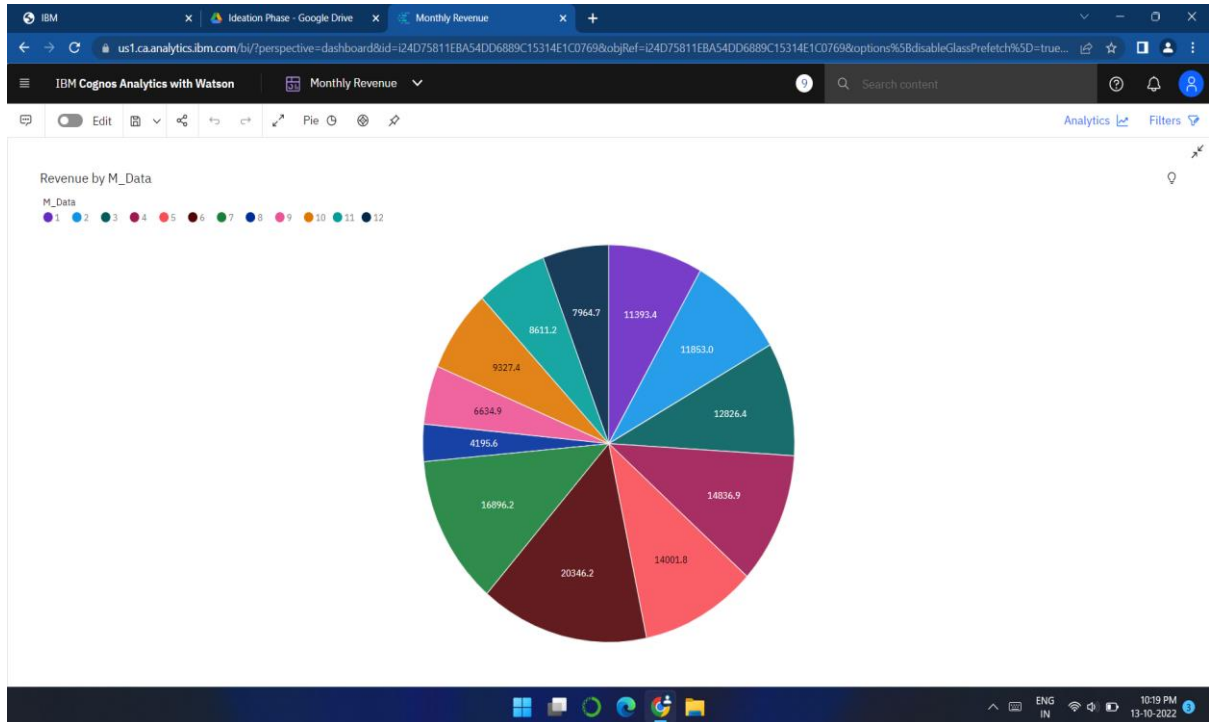 IBM
Ideation Phase - Google Drive
Monthly Revenue
us1.ca.analytics.ibm.com/bi/?perspective=dashboard&id=i24D75811EBA54DD6889C15314E1C0769&objRef=i24D75811EBA54DD6889C15314E1C0769&options%5BdisableGlassPrefetch%5D=true...
IBM Cognos Analytics with Watson
Monthly Revenue
9
Search content
Edit
Pie
Analytics
Filters
Revenue by M_Data
M_Data
1 2 3 4 5 6 7 8 9 10 11 12
7964.7
11393.4
8611.2
11853.0
9327.4
6634.9
12826.4
4195.6
14836.9
16896.2
14001.8
20346.2
ENG
IN
10:19 PM
13-10-2022
3